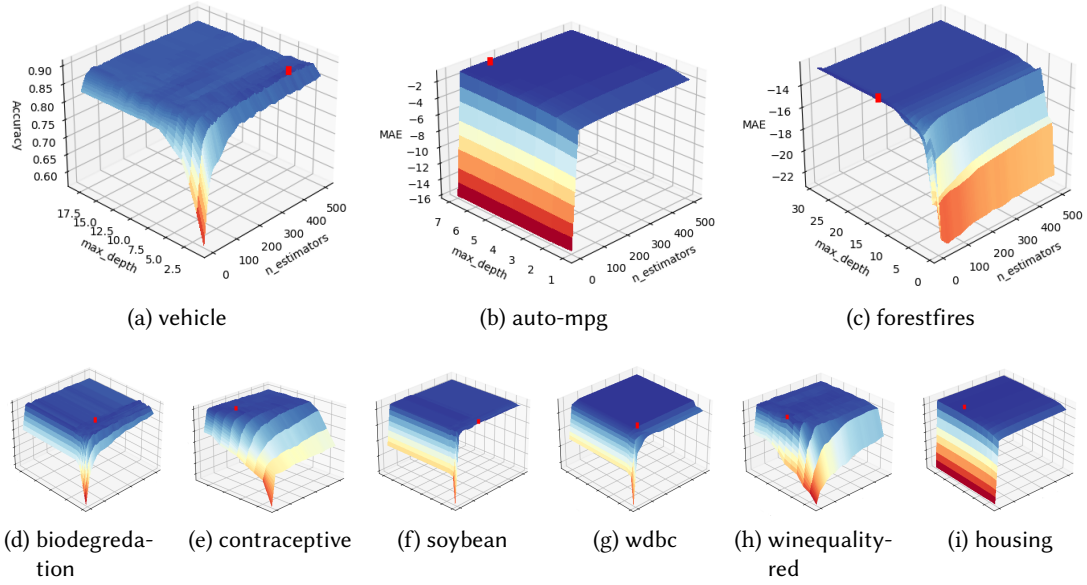 0.90
0.85
0.80
0.75
0.70
0.65
0.60
Accuracy
17.5
15.0
12.5
10.0
7.5
5.0
2.5
max_depth
0
100
200
300
400
500
n_estimators
(a) vehicle
−2
−4
−6
−8
−10
−12
−14
−16
MAE
7
6
5
4
3
2
1
max_depth
0
100
200
300
400
500
n_estimators
(b) auto-mpg
−14
−16
−18
−20
−22
MAE
30
25
20
15
10
5
0
max_depth
0
100
200
300
400
500
n_estimators
(c) forestfires
(d) biodegreda-
tion
(e) contraceptive
(f) soybean
(g) wdbc
(h) winequality-
red
(i) housing